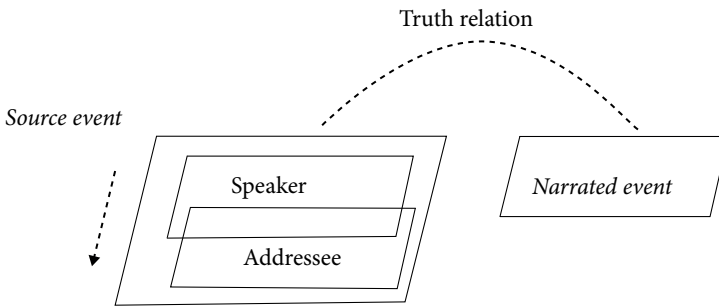 Truth relation
Source event
Speaker
Narrated event
Addressee